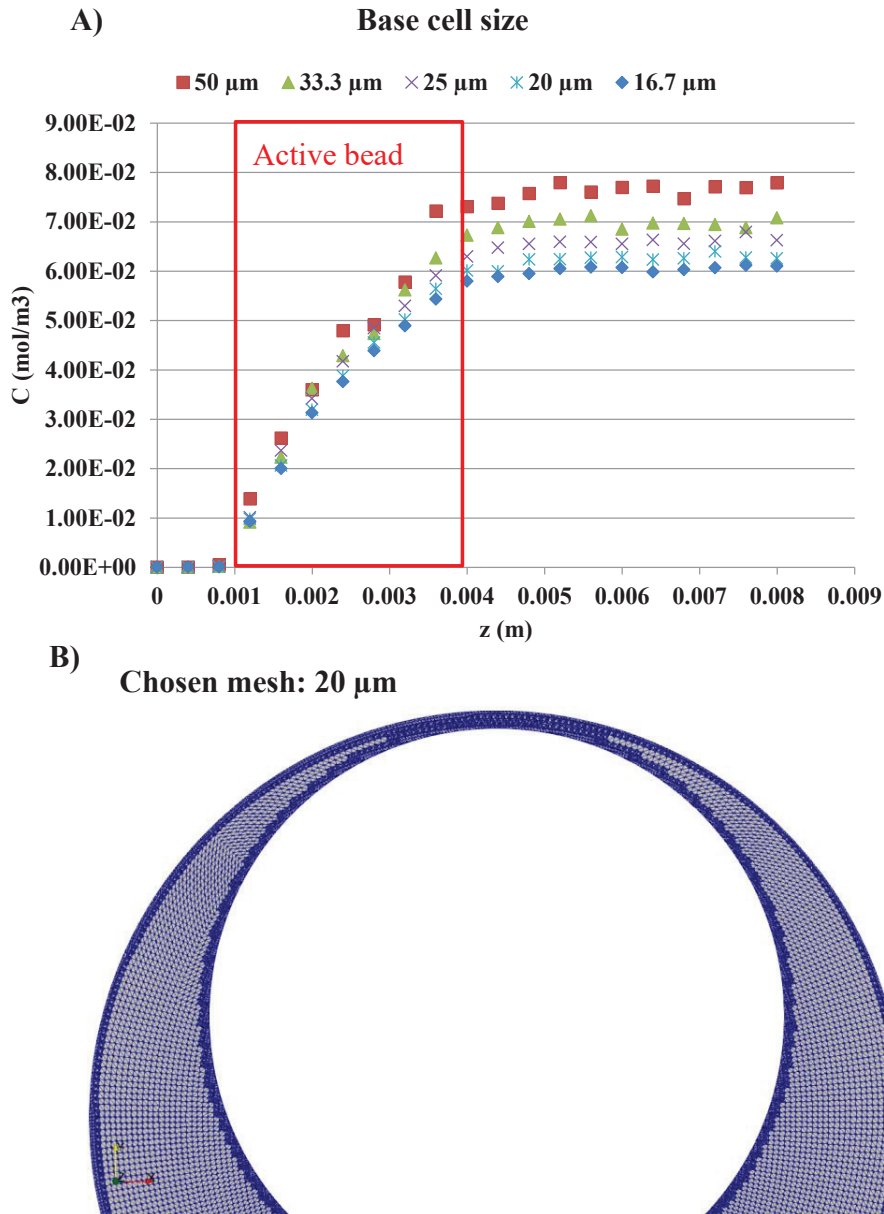 A)
Base cell size
50 µm 33.3 µm 25 µm 20 µm 16.7 µm
9.00E-02
8.00E-02
7.00E-02
6.00E-02
5.00E-02
4.00E-02
3.00E-02
2.00E-02
1.00E-02
0.00E+00
C (mol/m3)
Active bead
0 0.001 0.002 0.003 0.004 0.005 0.006 0.007 0.008 0.009
z (m)
B)
Chosen mesh: 20 µm